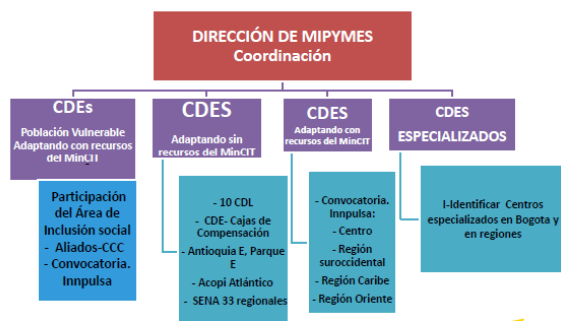 DIRECCIÓN DE MIPYMES
Coordinación
CDEs
Población Vulnerable
Adaptando con recursos
del MinCIT
Participación
del Área de
Inclusión social
- Aliados-CCC
- Convocatoria.
Innpulsa
CDES
Adaptando sin
recursos del MinCIT
- 10 CDL
- CDE- Cajas de
Compensación
- Antioquia E, Parque
E
- Acopi Atlántico
- SENA 33 regionales
CDES
Adaptando con
recursos del MinCIT
- Convocatoria.
Innpulsa:
- Centro
- Región
suroccidental
- Región Caribe
- Región Oriente
CDES
ESPECIALIZADOS
I-Identificar Centros
especializados en Bogota y
en regiones